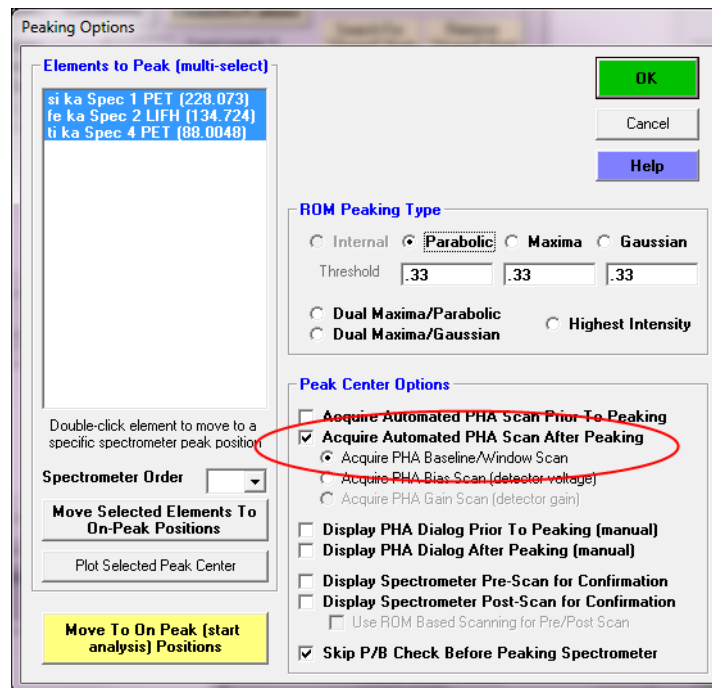 Peaking Options
Elements to Peak (multi-select)
si ka Spec 1 PET (228.073)
fe ka Spec 2 LIFH (134.724)
ti ka Spec 4 PET (88.0048)
Double-click element to move to a
specific spectrometer peak position
Spectrometer Order
Move Selected Elements To
On-Peak Positions
Plot Selected Peak Center
Move To On Peak (start
analysis) Positions
OK
Cancel
Help
ROM Peaking Type
Internal Parabolic Maxima Gaussian
Threshold .33 .33 .33
Dual Maxima/Parabolic
Dual Maxima/Gaussian
Highest Intensity
Peak Center Options
Acquire Automated PHA Scan Prior To Peaking
Acquire Automated PHA Scan After Peaking
Acquire PHA Baseline/Window Scan
Acquire PHA Bias Scan (detector voltage)
Acquire PHA Gain Scan (detector gain)
Display PHA Dialog Prior To Peaking (manual)
Display PHA Dialog After Peaking (manual)
Display Spectrometer Pre-Scan for Confirmation
Display Spectrometer Post-Scan for Confirmation
Use ROM Based Scanning for Pre/Post Scan
Skip P/B Check Before Peaking Spectrometer